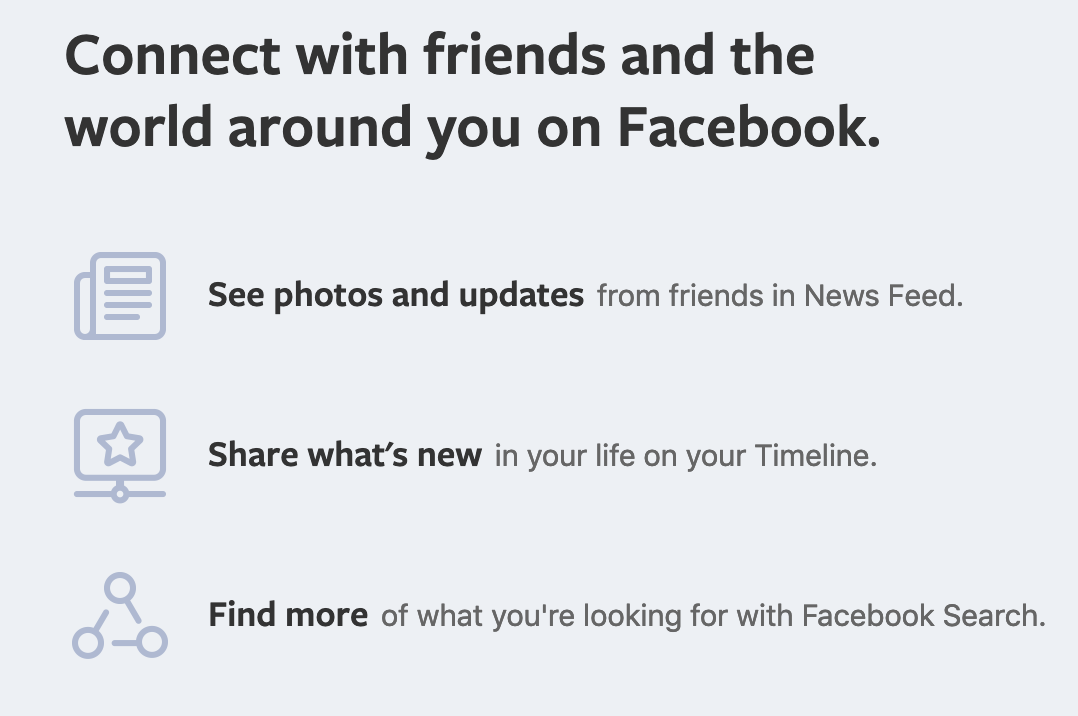 Connect with friends and the
world around you on Facebook.
See photos and updates from friends in News Feed.
Share what's new in your life on your Timeline.
Find more of what you're looking for with Facebook Search.